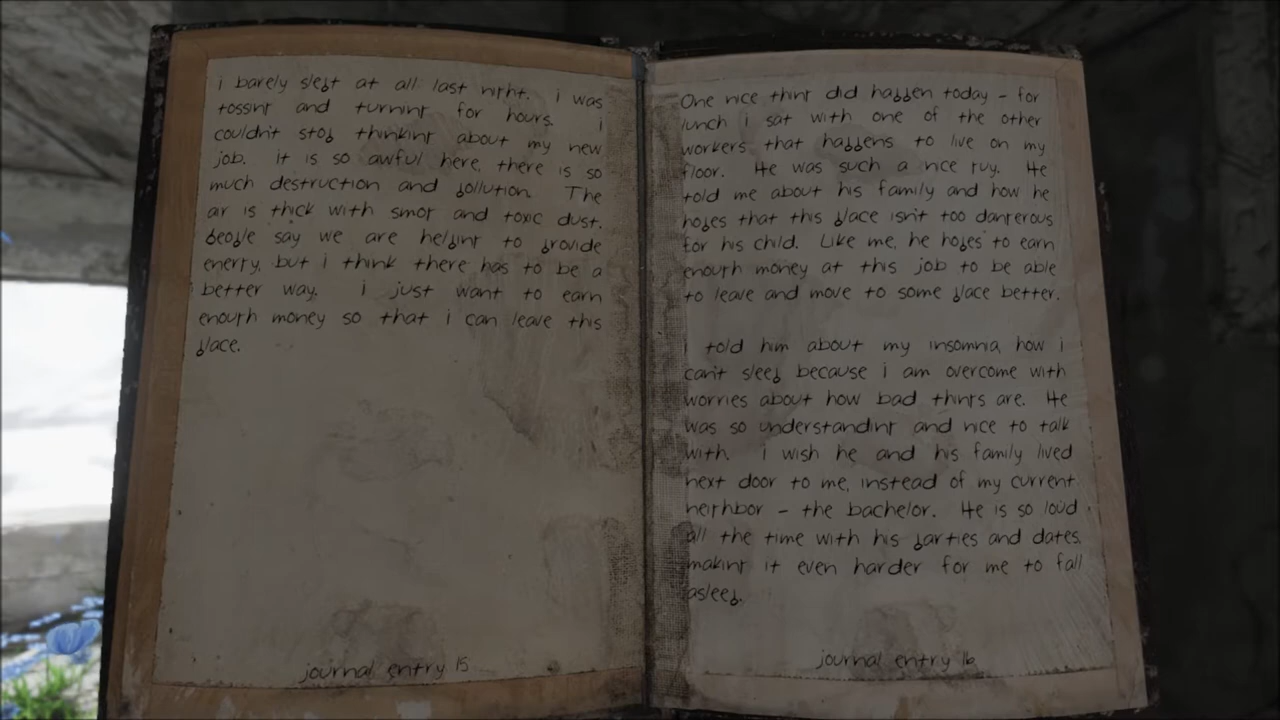 i barely slept at all last night. i was
tossing and turning for hours. i
couldn't stop thinking about my new
job. it is so awful here, there is so
much destruction and pollution. The
air is thick with smog and toxic dust.
people say we are helping to provide
energy, but i think there has to be a
better way. i just want to earn
enough money so that i can leave this
place.
journal entry 15
One nice thing did happen today - for
lunch i sat with one of the other
workers that happens to live on my
floor. He was such a nice guy. He
told me about his family and how he
hopes that this place isn't too dangerous
for his child. Like me, he hopes to earn
enough money at this job to be able
to leave and move to some place better.
i told him about my insomnia, how i
can't sleep because i am overcome with
worries about how bad things are. He
was so understanding and nice to talk
with. i wish he and his family lived
next door to me, instead of my current
neighbor - the bachelor. He is so loud
all the time with his parties and dates,
making it even harder for me to fall
asleep.
journal entry 16